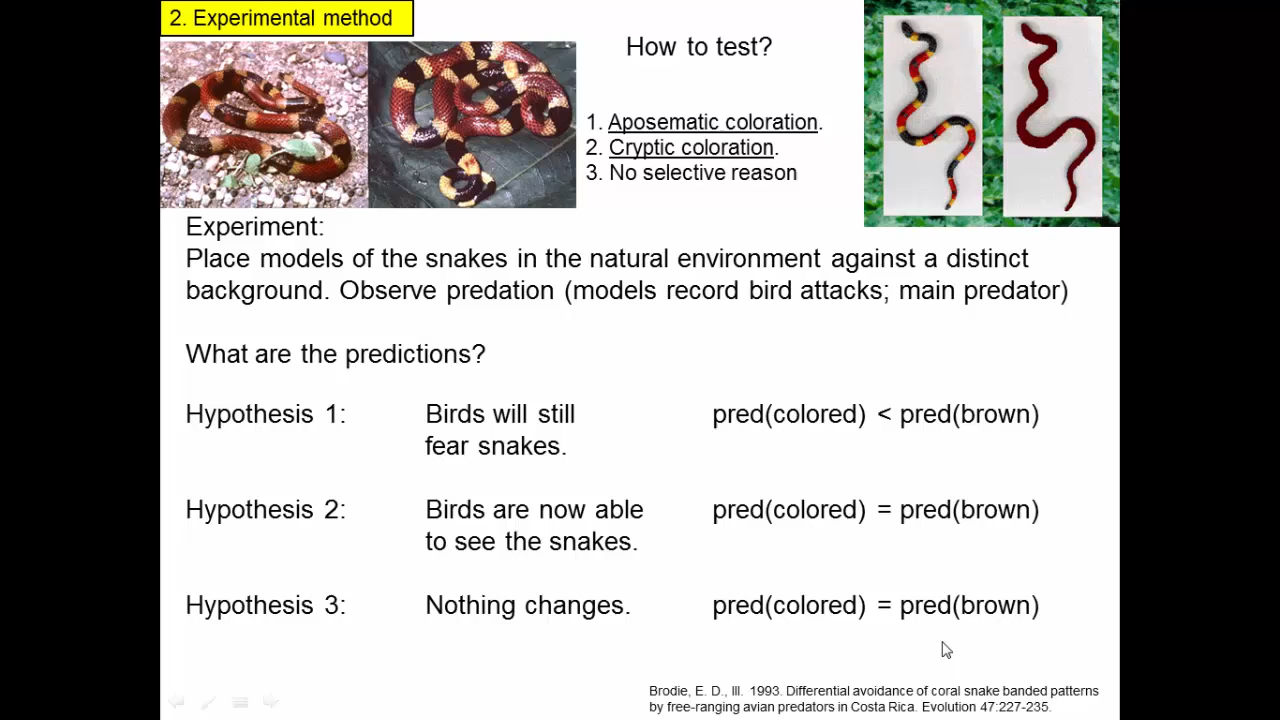 2. Experimental method
How to test?
1. Aposematic coloration.
2. Cryptic coloration.
3. No selective reason
Experiment:
Place models of the snakes in the natural environment against a distinct
background. Observe predation (models record bird attacks; main predator)
What are the predictions?
Hypothesis 1: Birds will still pred(colored) < pred(brown)
fear snakes.
Hypothesis 2: Birds are now able pred(colored) = pred(brown)
to see the snakes.
Hypothesis 3: Nothing changes. pred(colored) = pred(brown)
Brodie, E. D., III. 1993. Differential avoidance of coral snake banded patterns
by free-ranging avian predators in Costa Rica. Evolution 47:227-235.